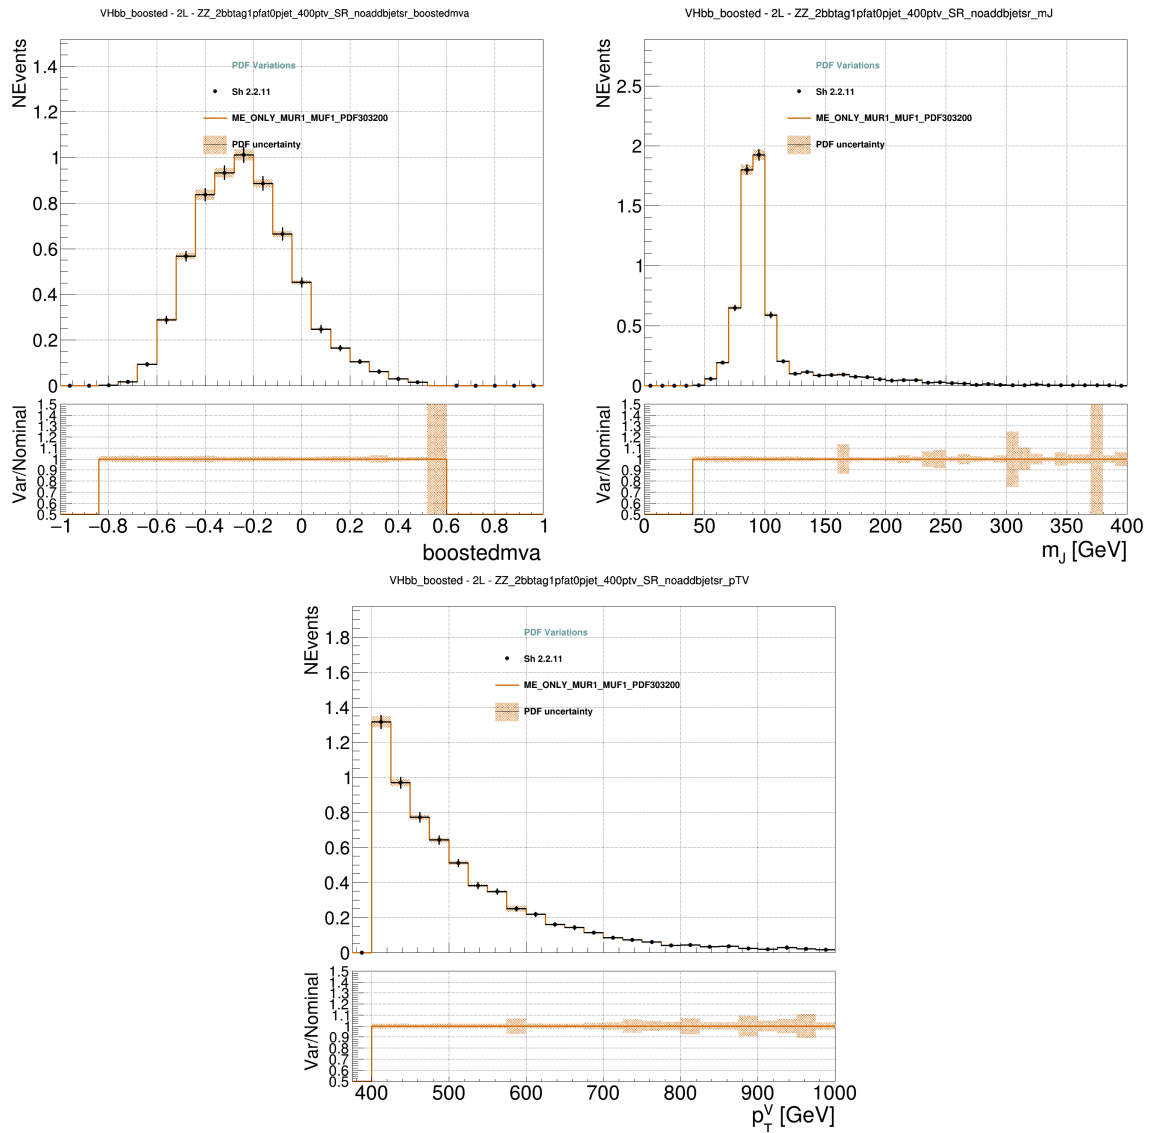 VHbb_boosted - 2L - ZZ_2bbtag1pfat0pjet_400ptv_SR_noaddbjetsr_boostedmva
NEvents
PDF Variations
Sh 2.2.11
ME_ONLY_MUR1_MUF1_PDF303200
PDF uncertainty
1.4
1.2
1
0.8
0.6
0.4
0.2
0
Var/Nominal
1.5
1.4
1.3
1.2
1.1
1
0.9
0.8
0.7
0.6
0.5
−1 −0.8 −0.6 −0.4 −0.2 0 0.2 0.4 0.6 0.8 1
boostedmva
VHbb_boosted - 2L - ZZ_2bbtag1pfat0pjet_400ptv_SR_noaddbjetsr_mJ
NEvents
PDF Variations
Sh 2.2.11
ME_ONLY_MUR1_MUF1_PDF303200
PDF uncertainty
2.5
2
1.5
1
0.5
0
Var/Nominal
1.5
1.4
1.3
1.2
1.1
1
0.9
0.8
0.7
0.6
0.5
0 50 100 150 200 250 300 350 400
mJ [GeV]
VHbb_boosted - 2L - ZZ_2bbtag1pfat0pjet_400ptv_SR_noaddbjetsr_pTV
NEvents
PDF Variations
Sh 2.2.11
ME_ONLY_MUR1_MUF1_PDF303200
PDF uncertainty
1.8
1.6
1.4
1.2
1
0.8
0.6
0.4
0.2
0
Var/Nominal
1.5
1.4
1.3
1.2
1.1
1
0.9
0.8
0.7
0.6
0.5
400 500 600 700 800 900 1000
pTV [GeV]